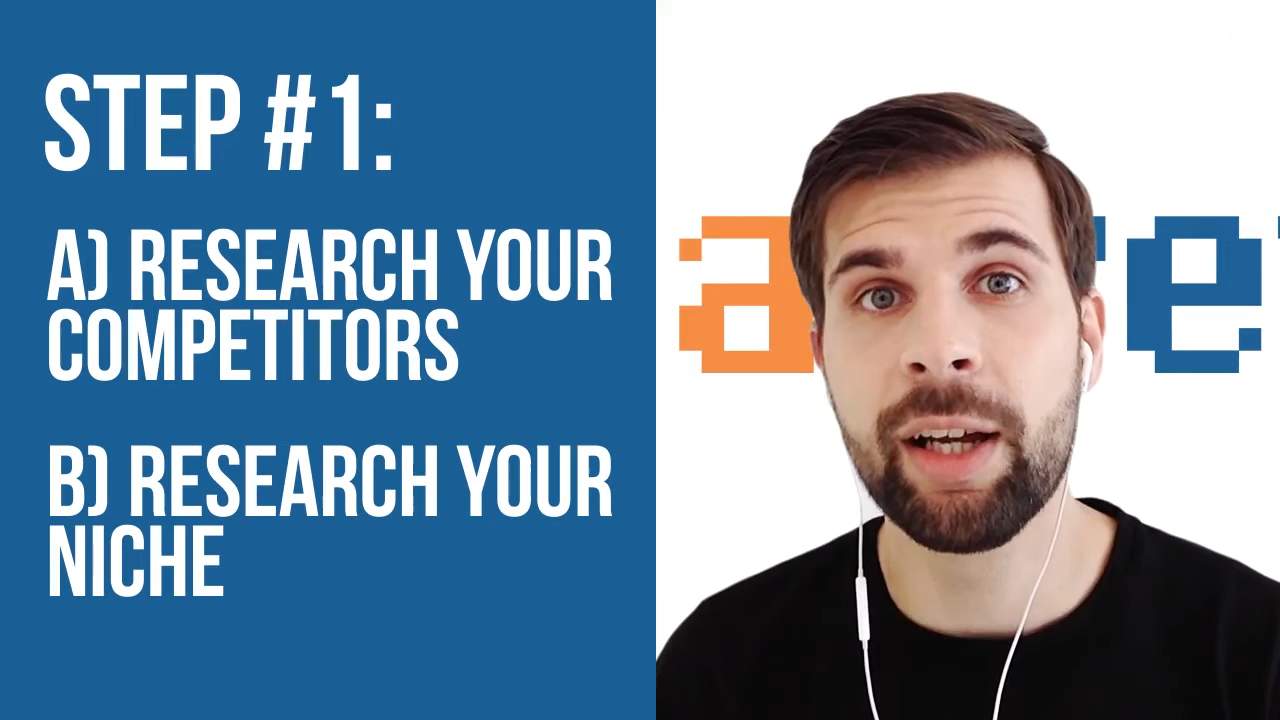 STEP #1:
A) RESEARCH YOUR
COMPETITORS
B) RESEARCH YOUR
NICHE